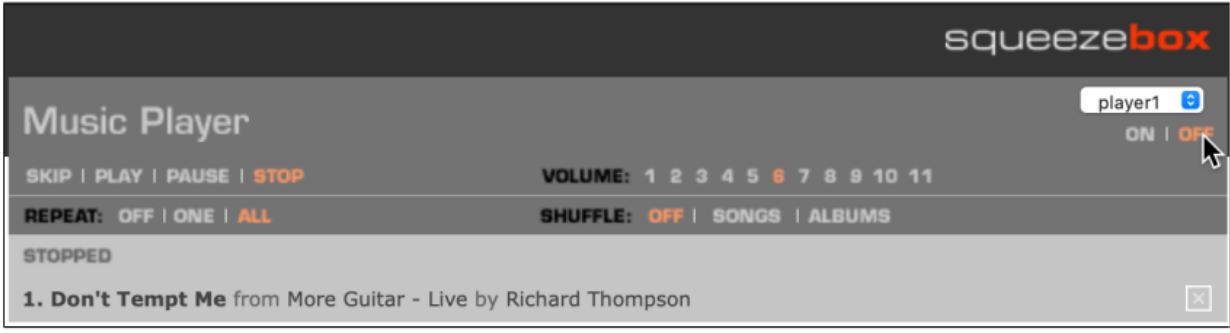 squeezebox
Music Player
player1
ON | OFF
SKIP | PLAY | PAUSE | STOP VOLUME: 1 2 3 4 5 6 7 8 9 10 11
REPEAT: OFF | ONE | ALL SHUFFLE: OFF | SONGS | ALBUMS
STOPPED
1. Don't Tempt Me from More Guitar - Live by Richard Thompson